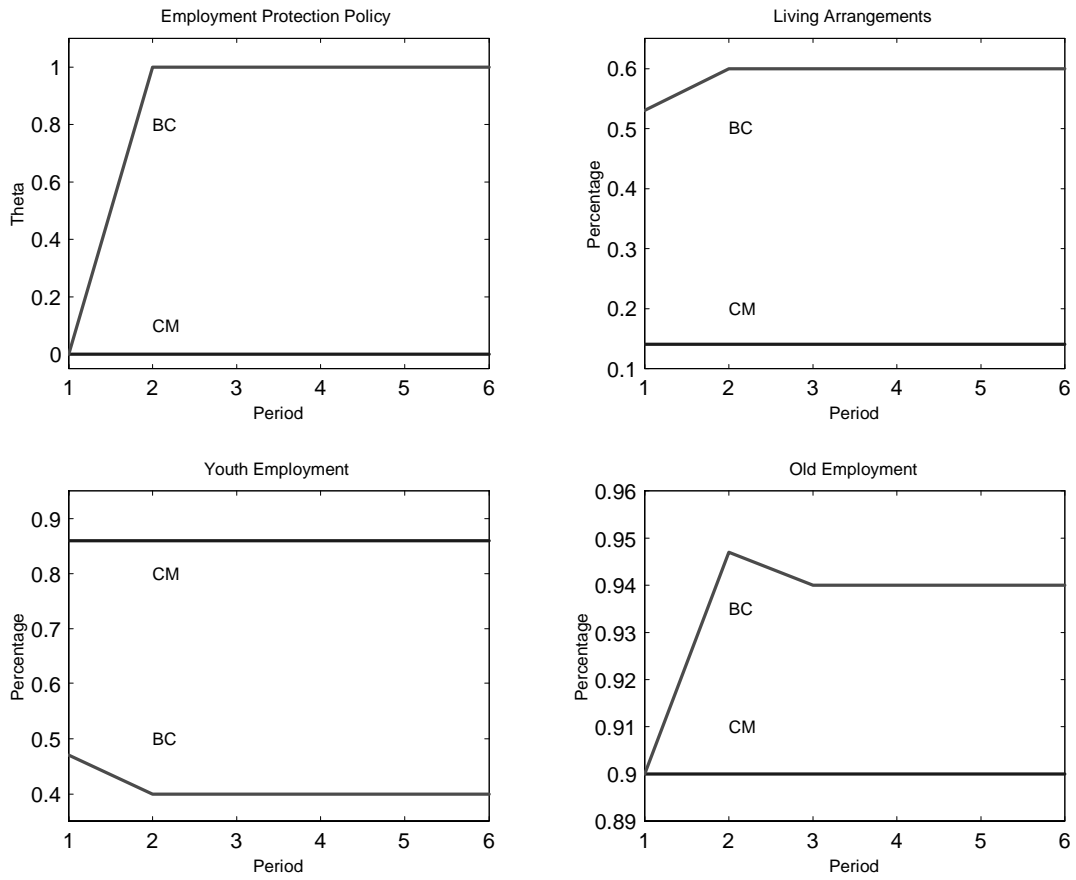 Employment Protection Policy
Theta
1
0.8
0.6
0.4
0.2
0
BC
CM
1 2 3 4 5 6
Period
Living Arrangements
Percentage
0.6
0.5
0.4
0.3
0.2
0.1
BC
CM
1 2 3 4 5 6
Period
Youth Employment
Percentage
0.9
0.8
0.7
0.6
0.5
0.4
CM
BC
1 2 3 4 5 6
Period
Old Employment
Percentage
0.96
0.95
0.94
0.93
0.92
0.91
0.9
0.89
BC
CM
1 2 3 4 5 6
Period